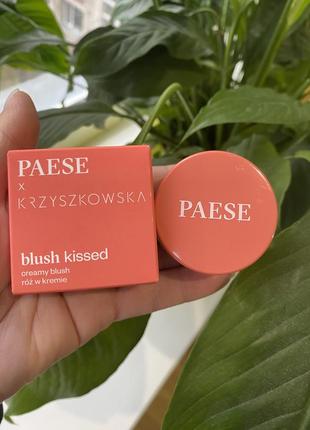 PAESE
x
KRZYSZKOWSKA
blush kissed
creamy blush
róż w kremie
PAESE